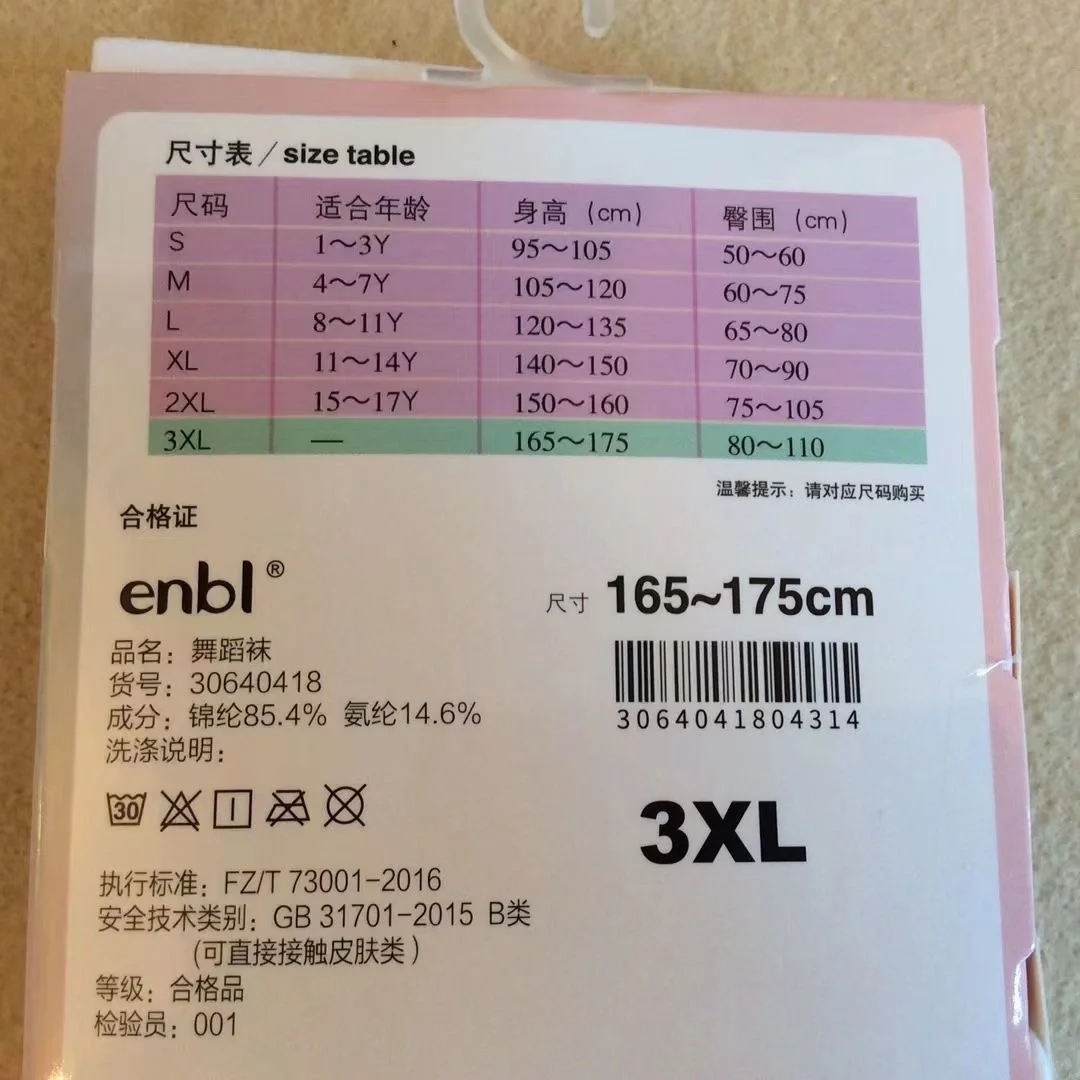 尺寸表／size table
尺码 适合年龄 身高（cm） 臀围（cm）
S 1～3Y 95～105 50～60
M 4～7Y 105～120 60～75
L 8～11Y 120～135 65～80
XL 11～14Y 140～150 70～90
2XL 15～17Y 150～160 75～105
3XL — 165～175 80～110
温馨提示：请对应尺码购买
合格证
enbl®
尺寸 165~175cm
品名：舞蹈袜
货号：30640418
成分：锦纶85.4% 氨纶14.6%
洗涤说明：
3064041804314
30
3XL
执行标准：FZ/T 73001-2016
安全技术类别：GB 31701-2015 B类
(可直接接触皮肤类)
等级：合格品
检验员：001